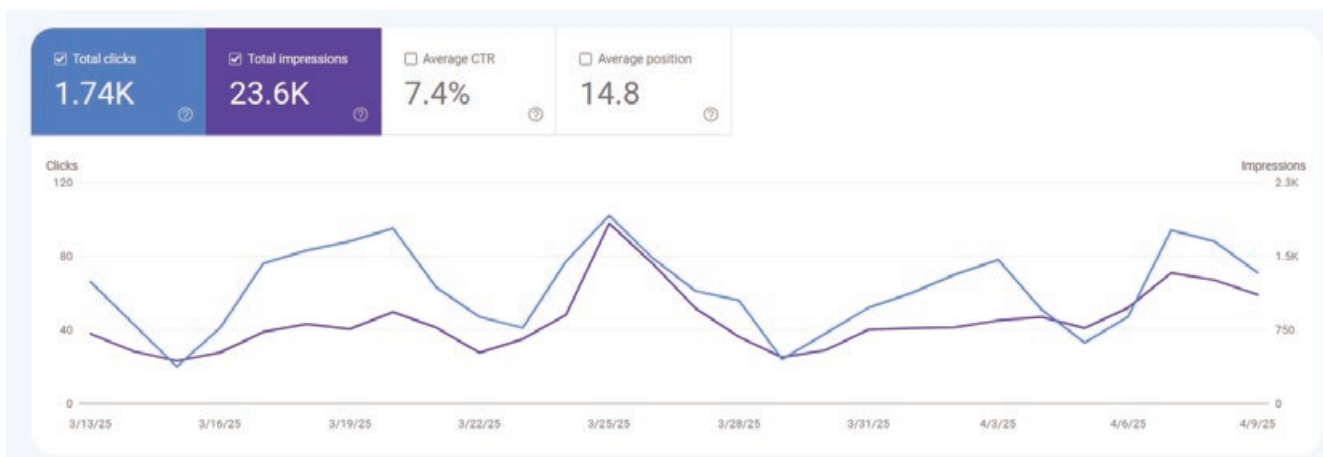 Total clicks
1.74K
Total impressions
23.6K
Average CTR
7.4%
Average position
14.8
Clicks
Impressions
120
2.3K
80
1.5K
40
750
0
0
3/13/25 3/16/25 3/19/25 3/22/25 3/25/25 3/28/25 3/31/25 4/3/25 4/6/25 4/9/25